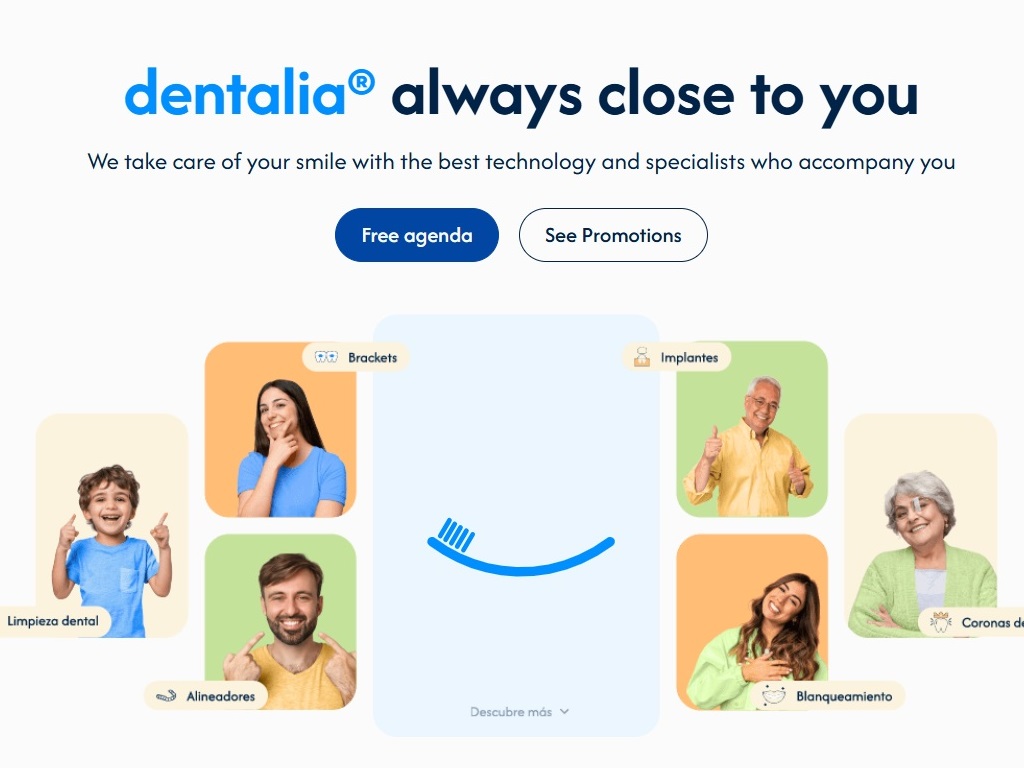 dentalia® always close to you
We take care of your smile with the best technology and specialists who accompany you
Free agenda
See Promotions
Brackets
Implantes
Limpieza dental
Coronas
Alineadores
Blanqueamiento
Descubre más